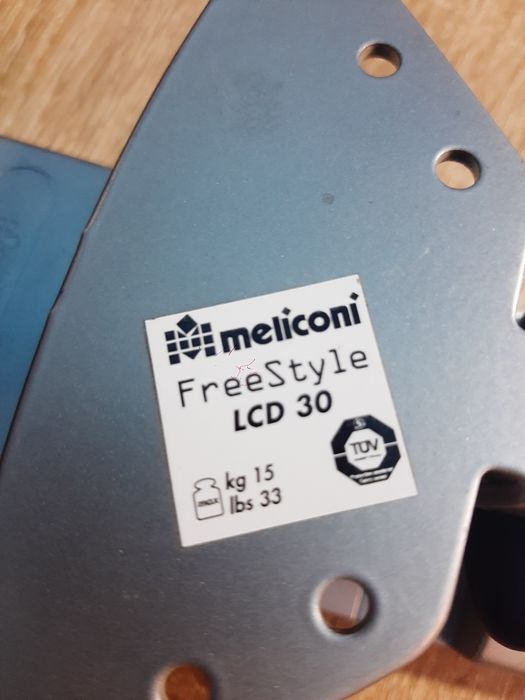 meliconi
FreeStyle
LCD 30
TÜV
max
kg 15
lbs 33